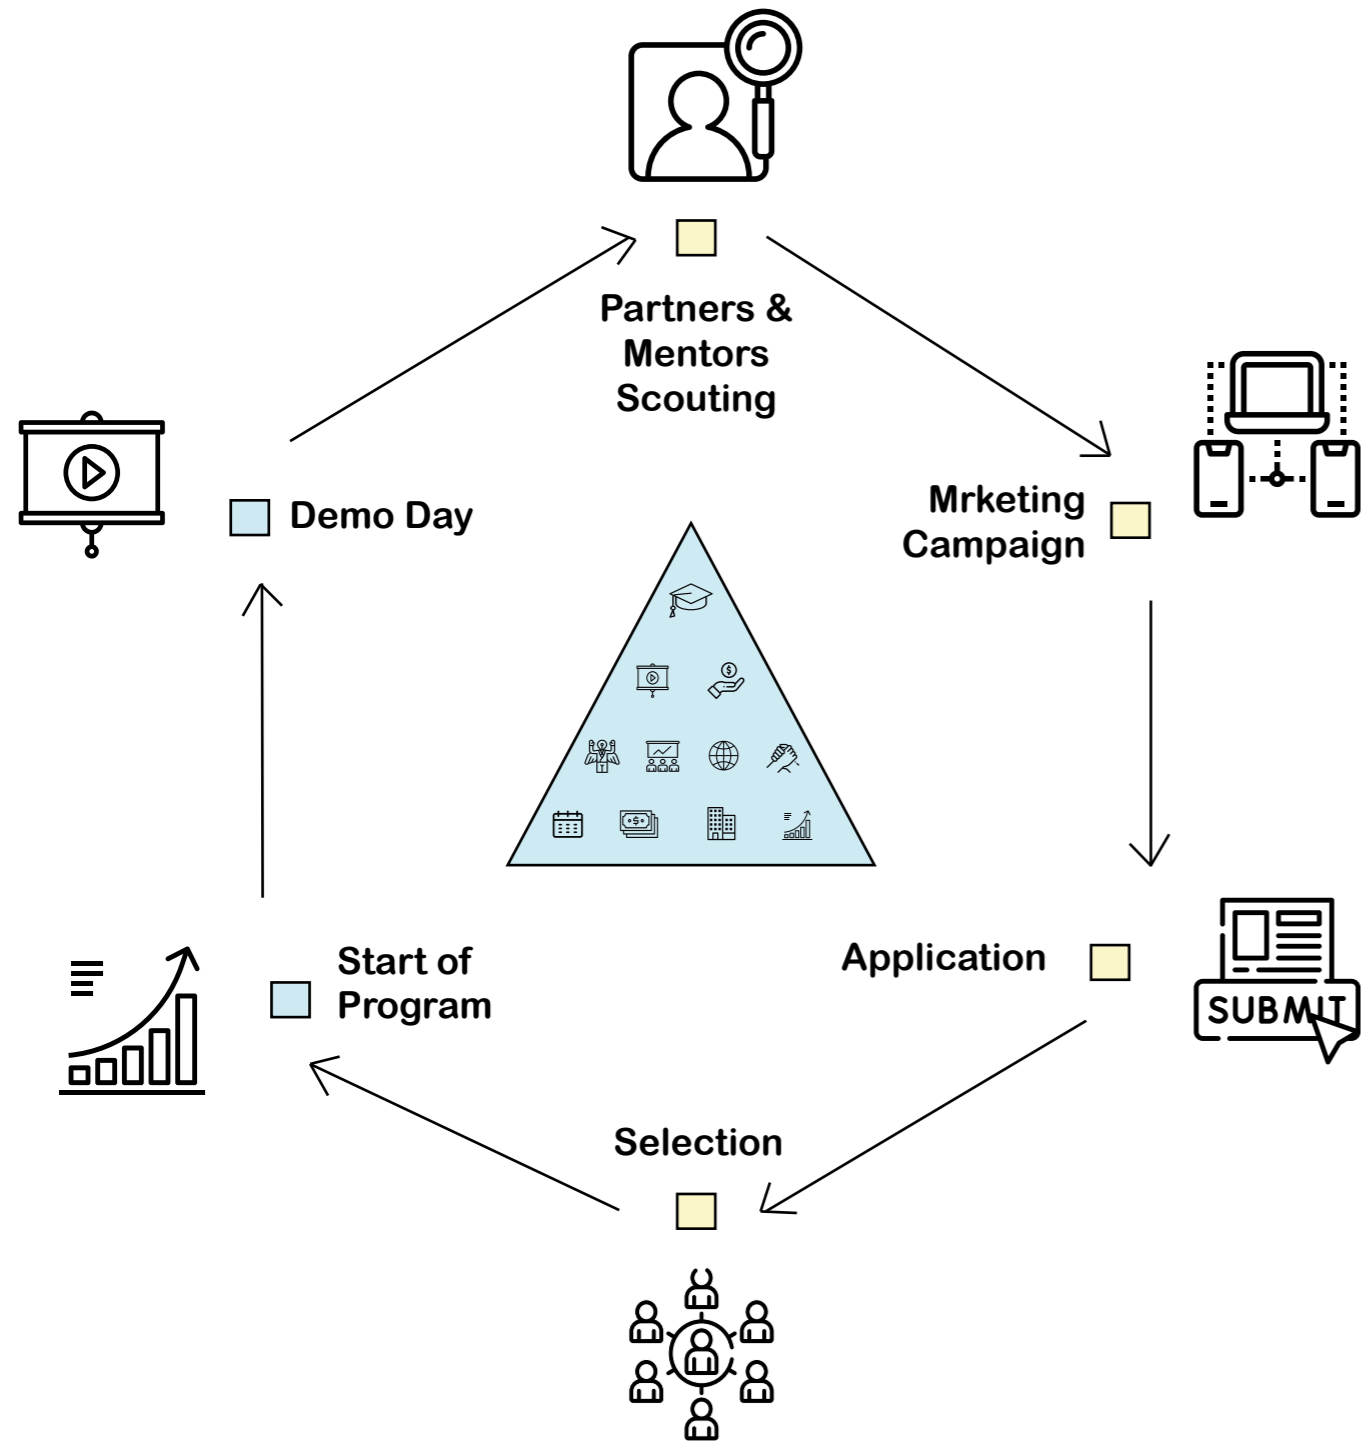 Partners &
Mentors
Scouting
Mrketing
Campaign
Demo Day
Application
SUBMIT
Start of
Program
Selection